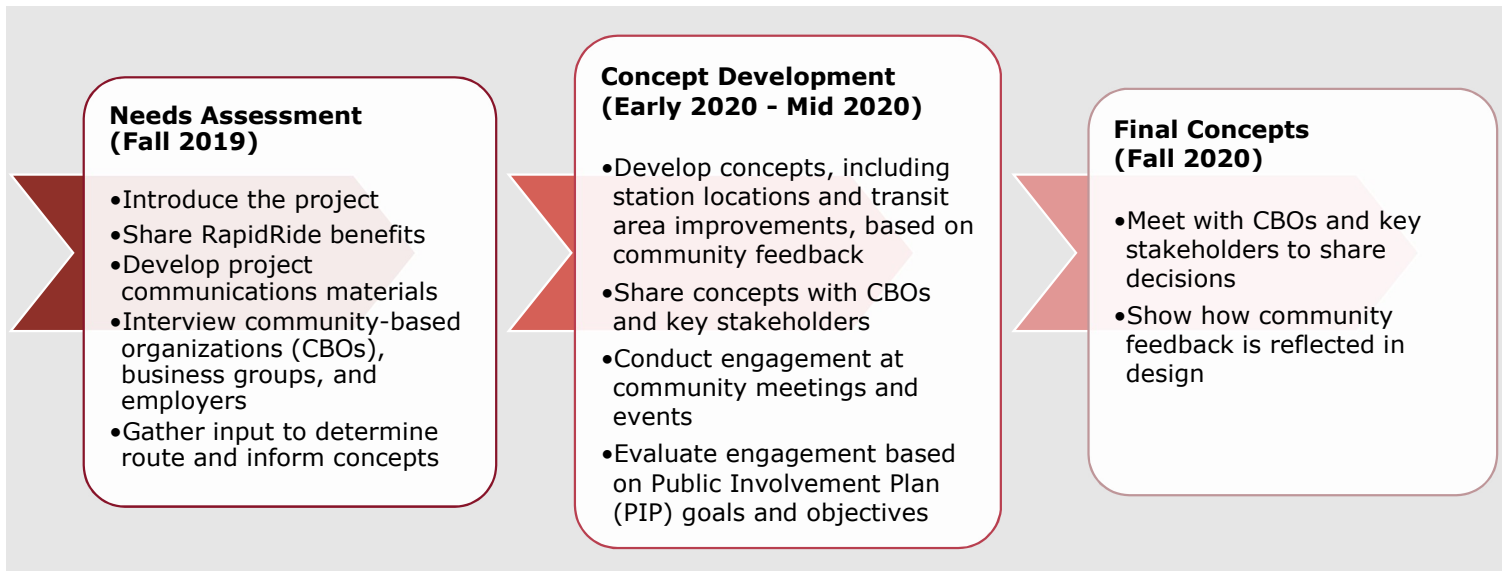 Needs Assessment
(Fall 2019)
•Introduce the project
•Share RapidRide benefits
•Develop project
communications materials
•Interview community-based
organizations (CBOs),
business groups, and
employers
•Gather input to determine
route and inform concepts
Concept Development
(Early 2020 - Mid 2020)
•Develop concepts, including
station locations and transit
area improvements, based on
community feedback
•Share concepts with CBOs
and key stakeholders
•Conduct engagement at
community meetings and
events
•Evaluate engagement based
on Public Involvement Plan
(PIP) goals and objectives
Final Concepts
(Fall 2020)
•Meet with CBOs and key
stakeholders to share
decisions
•Show how community
feedback is reflected in
design